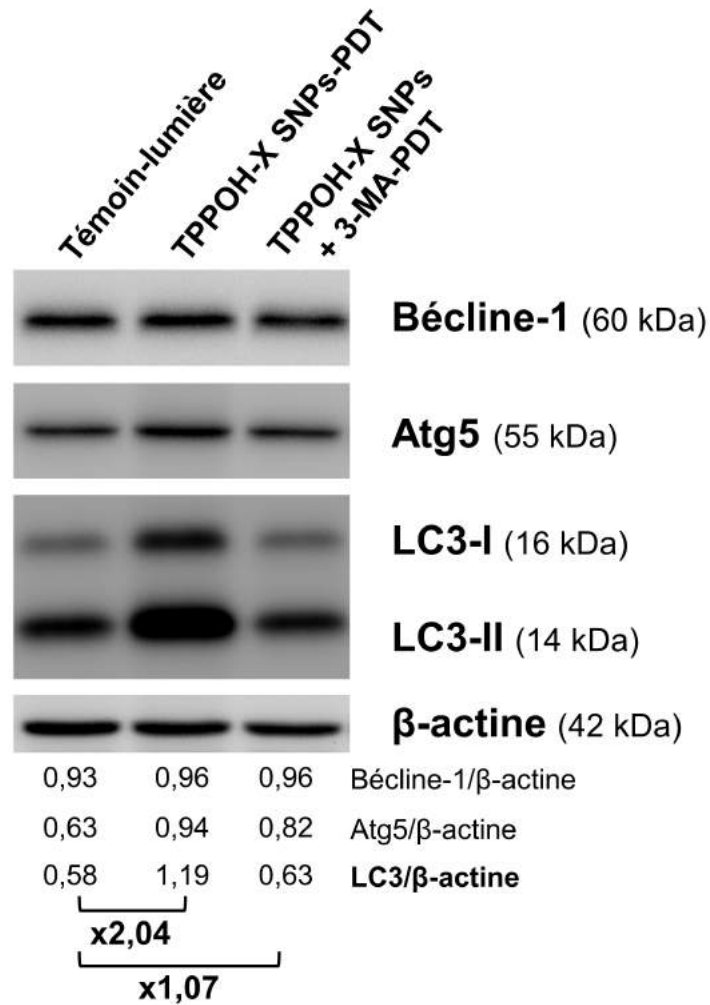 Témoin-lumière
TPPOH-X SNPs-PDT
TPPOH-X SNPs
+ 3-MA-PDT
Bécline-1 (60 kDa)
Atg5 (55 kDa)
LC3-I (16 kDa)
LC3-II (14 kDa)
β-actine (42 kDa)
0,93 0,96 0,96 Bécline-1/β-actine
0,63 0,94 0,82 Atg5/β-actine
0,58 1,19 0,63 LC3/β-actine
x2,04
x1,07